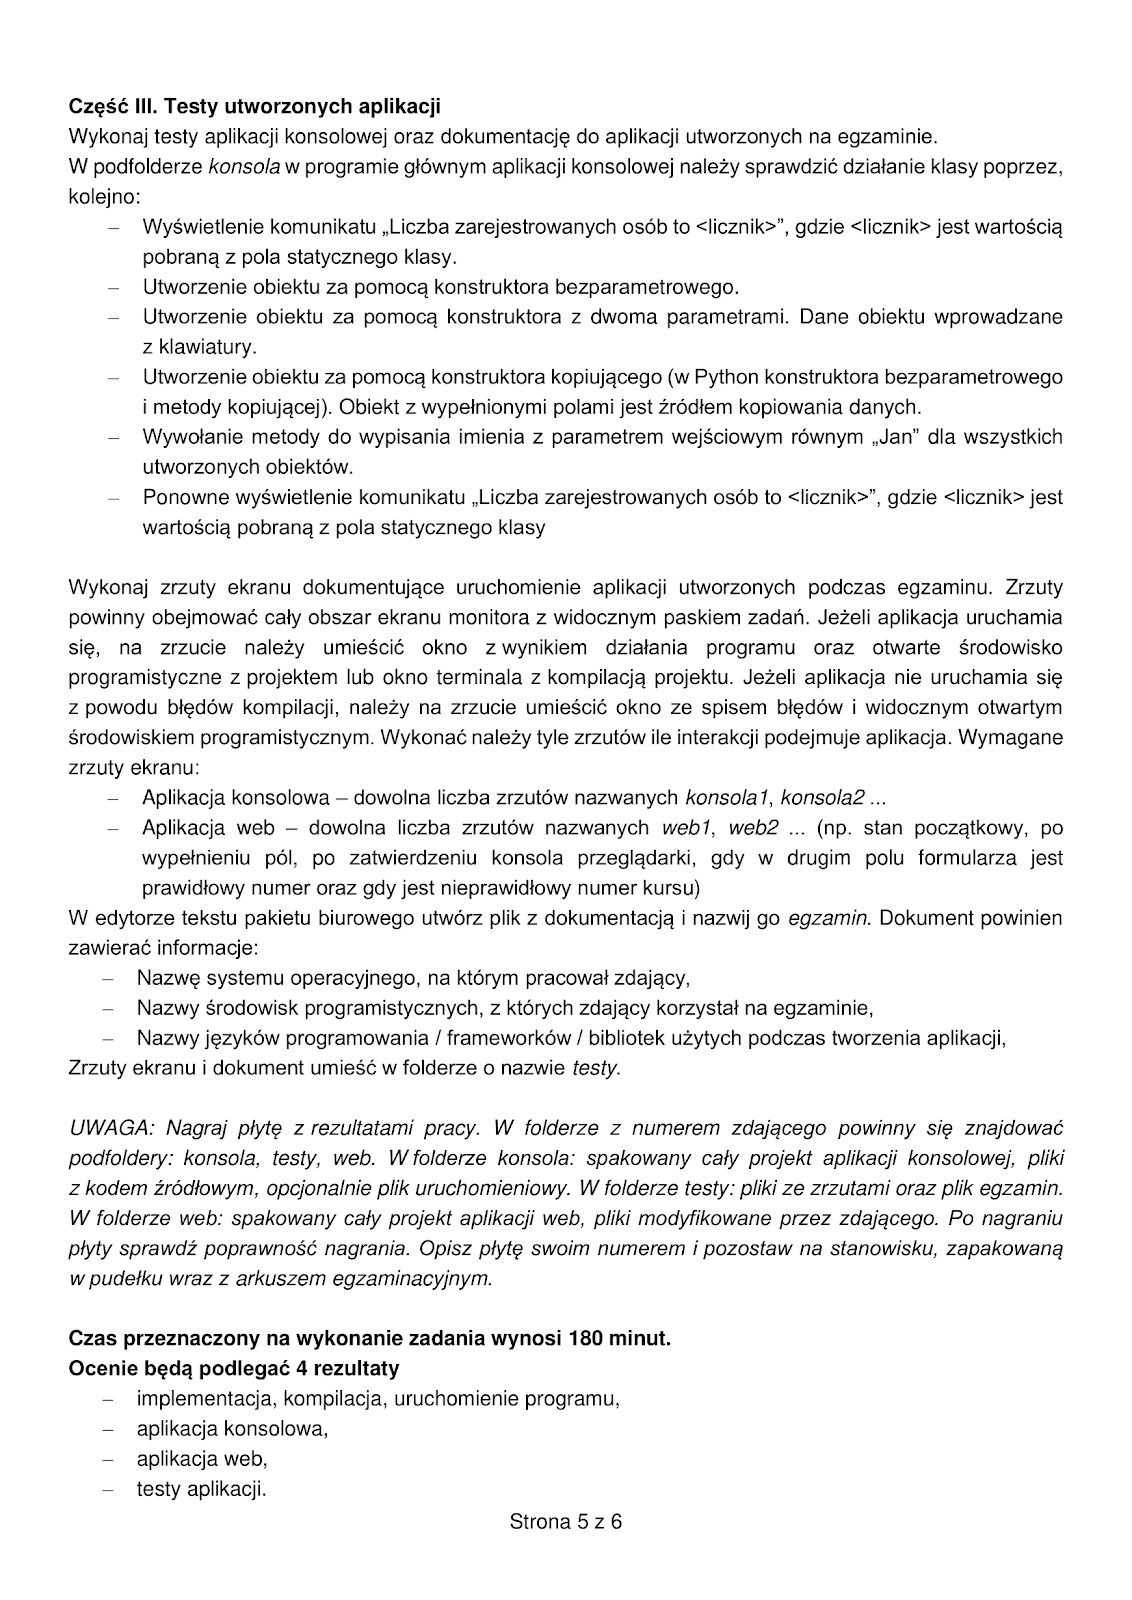 Część III. Testy utworzonych aplikacji
Wykonaj testy aplikacji konsolowej oraz dokumentację do aplikacji utworzonych na egzaminie.
W podfolderze konsola w programie głównym aplikacji konsolowej należy sprawdzić działanie klasy poprzez,
kolejno:
– Wyświetlenie komunikatu „Liczba zarejestrowanych osób to <licznik>”, gdzie <licznik> jest wartością
pobraną z pola statycznego klasy.
– Utworzenie obiektu za pomocą konstruktora bezparametrowego.
– Utworzenie obiektu za pomocą konstruktora z dwoma parametrami. Dane obiektu wprowadzane
z klawiatury.
– Utworzenie obiektu za pomocą konstruktora kopiującego (w Python konstruktora bezparametrowego
i metody kopiującej). Obiekt z wypełnionymi polami jest źródłem kopiowania danych.
– Wywołanie metody do wypisania imienia z parametrem wejściowym równym „Jan” dla wszystkich
utworzonych obiektów.
– Ponowne wyświetlenie komunikatu „Liczba zarejestrowanych osób to <licznik>”, gdzie <licznik> jest
wartością pobraną z pola statycznego klasy
Wykonaj zrzuty ekranu dokumentujące uruchomienie aplikacji utworzonych podczas egzaminu. Zrzuty
powinny obejmować cały obszar ekranu monitora z widocznym paskiem zadań. Jeżeli aplikacja uruchamia
się, na zrzucie należy umieścić okno z wynikiem działania programu oraz otwarte środowisko
programistyczne z projektem lub okno terminala z kompilacją projektu. Jeżeli aplikacja nie uruchamia się
z powodu błędów kompilacji, należy na zrzucie umieścić okno ze spisem błędów i widocznym otwartym
środowiskiem programistycznym. Wykonać należy tyle zrzutów ile interakcji podejmuje aplikacja. Wymagane
zrzuty ekranu:
– Aplikacja konsolowa – dowolna liczba zrzutów nazwanych konsola1, konsola2 ...
– Aplikacja web – dowolna liczba zrzutów nazwanych web1, web2 ... (np. stan początkowy, po
wypełnieniu pól, po zatwierdzeniu konsola przeglądarki, gdy w drugim polu formularza jest
prawidłowy numer oraz gdy jest nieprawidłowy numer kursu)
W edytorze tekstu pakietu biurowego utwórz plik z dokumentacją i nazwij go egzamin. Dokument powinien
zawierać informacje:
– Nazwę systemu operacyjnego, na którym pracował zdający,
– Nazwy środowisk programistycznych, z których zdający korzystał na egzaminie,
– Nazwy języków programowania / frameworków / bibliotek użytych podczas tworzenia aplikacji,
Zrzuty ekranu i dokument umieść w folderze o nazwie testy.
UWAGA: Nagraj płytę z rezultatami pracy. W folderze z numerem zdającego powinny się znajdować
podfoldery: konsola, testy, web. W folderze konsola: spakowany cały projekt aplikacji konsolowej, pliki
z kodem źródłowym, opcjonalnie plik uruchomieniowy. W folderze testy: pliki ze zrzutami oraz plik egzamin.
W folderze web: spakowany cały projekt aplikacji web, pliki modyfikowane przez zdającego. Po nagraniu
płyty sprawdź poprawność nagrania. Opisz płytę swoim numerem i pozostaw na stanowisku, zapakowaną
w pudełku wraz z arkuszem egzaminacyjnym.
Czas przeznaczony na wykonanie zadania wynosi 180 minut.
Ocenie będą podlegać 4 rezultaty
– implementacja, kompilacja, uruchomienie programu,
– aplikacja konsolowa,
– aplikacja web,
– testy aplikacji.
Strona 5 z 6